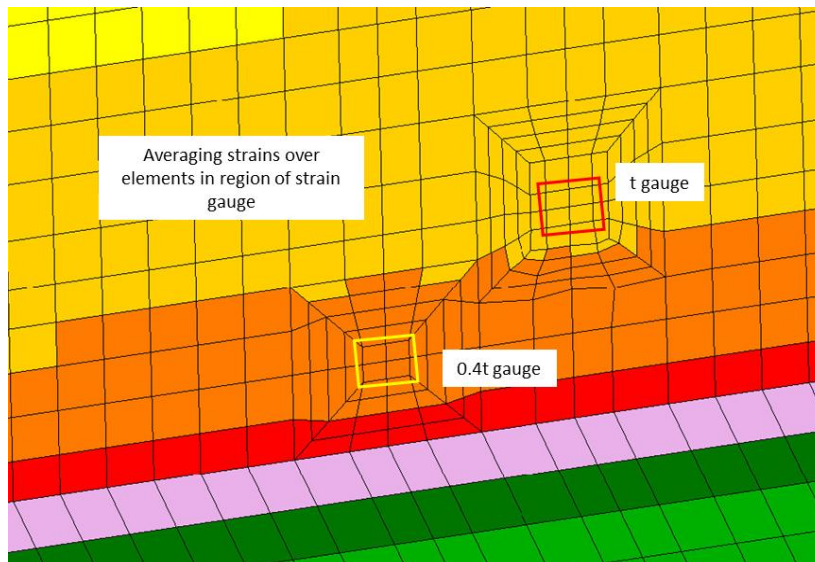 Averaging strains over
elements in region of strain
gauge
t gauge
0.4t gauge